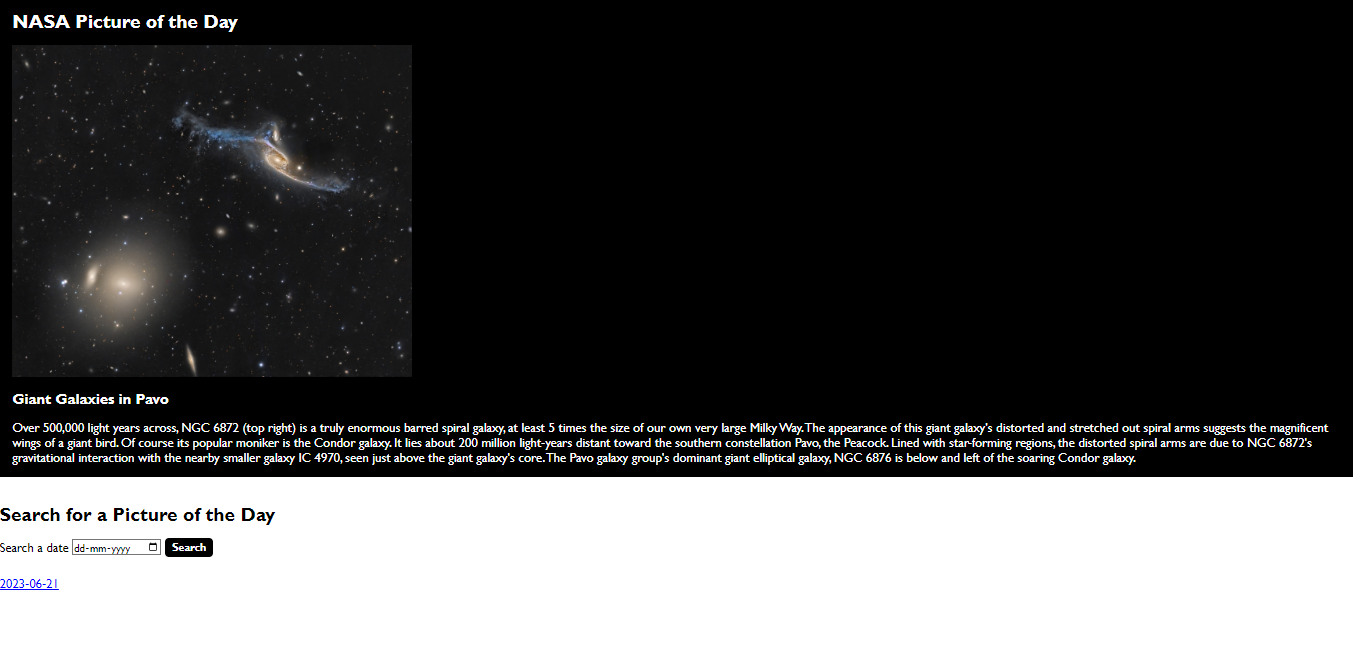 NASA Picture of the Day
Giant Galaxies in Pavo
Over 500,000 light years across, NGC 6872 (top right) is a truly enormous barred spiral galaxy, at least 5 times the size of our own very large Milky Way. The appearance of this giant galaxy's distorted and stretched out spiral arms suggests the magnificent
wings of a giant bird. Of course its popular moniker is the Condor galaxy. It lies about 200 million light-years distant toward the southern constellation Pavo, the Peacock. Lined with star-forming regions, the distorted spiral arms are due to NGC 6872's
gravitational interaction with the nearby smaller galaxy IC 4970, seen just above the giant galaxy's core. The Pavo galaxy group's dominant giant elliptical galaxy, NGC 6876 is below and left of the soaring Condor galaxy.
Search for a Picture of the Day
Search a date dd-mm-yyyy Search
2023-06-21